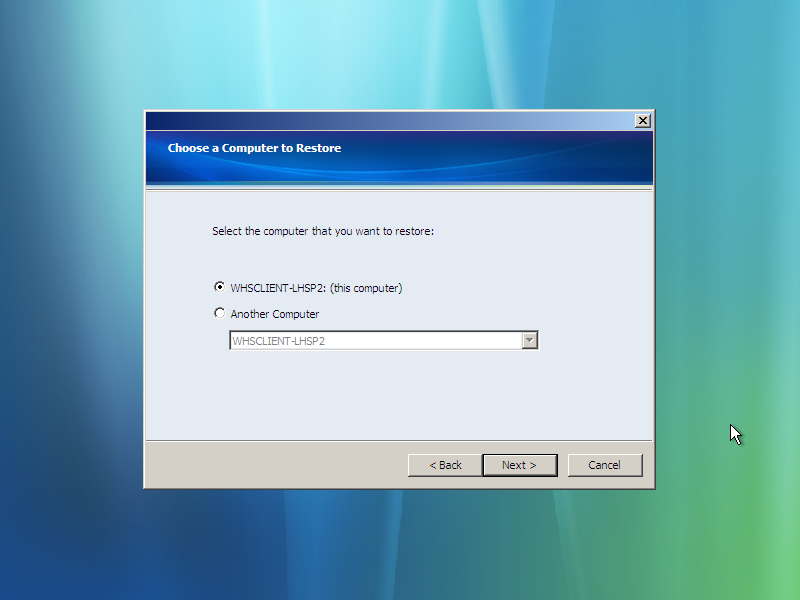 Choose a Computer to Restore
Select the computer that you want to restore:
WHSCLIENT-LHSP2: (this computer)
Another Computer
WHSCLIENT-LHSP2
< Back
Next >
Cancel